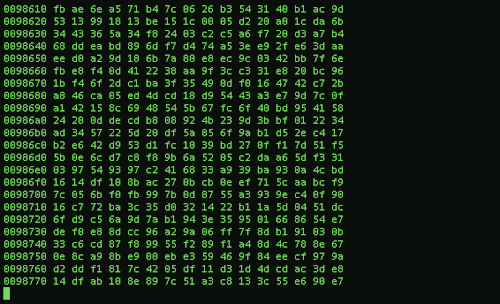 0098610 fb ae 6e a5 71 b4 7c 06 26 b3 54 31 40 b1 ac 9d
0098620 53 13 99 18 13 be 15 1c 00 05 d2 20 a0 1c da 6b
0098630 34 43 36 5a 34 f8 24 03 c2 c5 a6 f7 20 d3 a7 b4
0098640 68 dd ea bd 89 6d f7 d4 74 a5 3e e9 2f e6 3d aa
0098650 ee d0 a2 9d 18 6b 7a 80 e8 ec 9c 03 42 bb 7f 6e
0098660 fb e8 f4 0d 41 22 38 aa 9f 3c c3 31 e8 20 bc 96
0098670 1b f4 6f 2d c1 ba 3f 35 49 0d f0 16 47 42 c7 2b
0098680 a8 46 ca 05 ed 4d cd 18 d9 54 43 a3 e7 9d 7c 0f
0098690 a1 42 15 8c 69 48 54 5b 67 fc 6f 40 bd 95 41 58
00986a0 24 20 0d de cd b8 08 92 4b 23 9d 3b bf 01 22 34
00986b0 ad 34 57 22 5d 20 df 5a 85 6f 9a b1 d5 2e c4 17
00986c0 b2 e6 42 d9 53 d1 fc 10 39 bd 27 0f f1 7d 51 f5
00986d0 5b 0e 6c d7 c8 f8 9b 6a 52 05 c2 da a6 5d f3 31
00986e0 03 97 54 93 97 c2 41 68 33 a9 39 ba 93 0a 4c bd
00986f0 16 14 df 10 8b ac 27 0b cb 0e ef 71 5c aa bc f9
0098700 7c 05 6b f0 fb 99 7b 0d 87 55 a3 93 9e c4 0f 90
0098710 16 c7 72 ba 3c 35 d0 32 14 22 b1 1a 5d 04 51 dc
0098720 6f d9 c5 6a 9d 7a b1 94 3e 35 95 01 66 86 54 e7
0098730 de f0 e8 8d cc 96 a2 9a 06 ff 7f 8d b1 91 03 0b
0098740 33 c6 cd 87 f8 99 55 f2 89 f1 a4 8d 4c 78 8e 67
0098750 0e 8c a9 8b e9 00 eb e3 59 46 9f 84 ee cf 97 9a
0098760 d2 dd f1 81 7c 42 05 df 11 d3 1d 4d cd ac 3d e8
0098770 14 df ab 10 8e 89 7c 51 a3 c8 13 3c 55 e6 90 e7